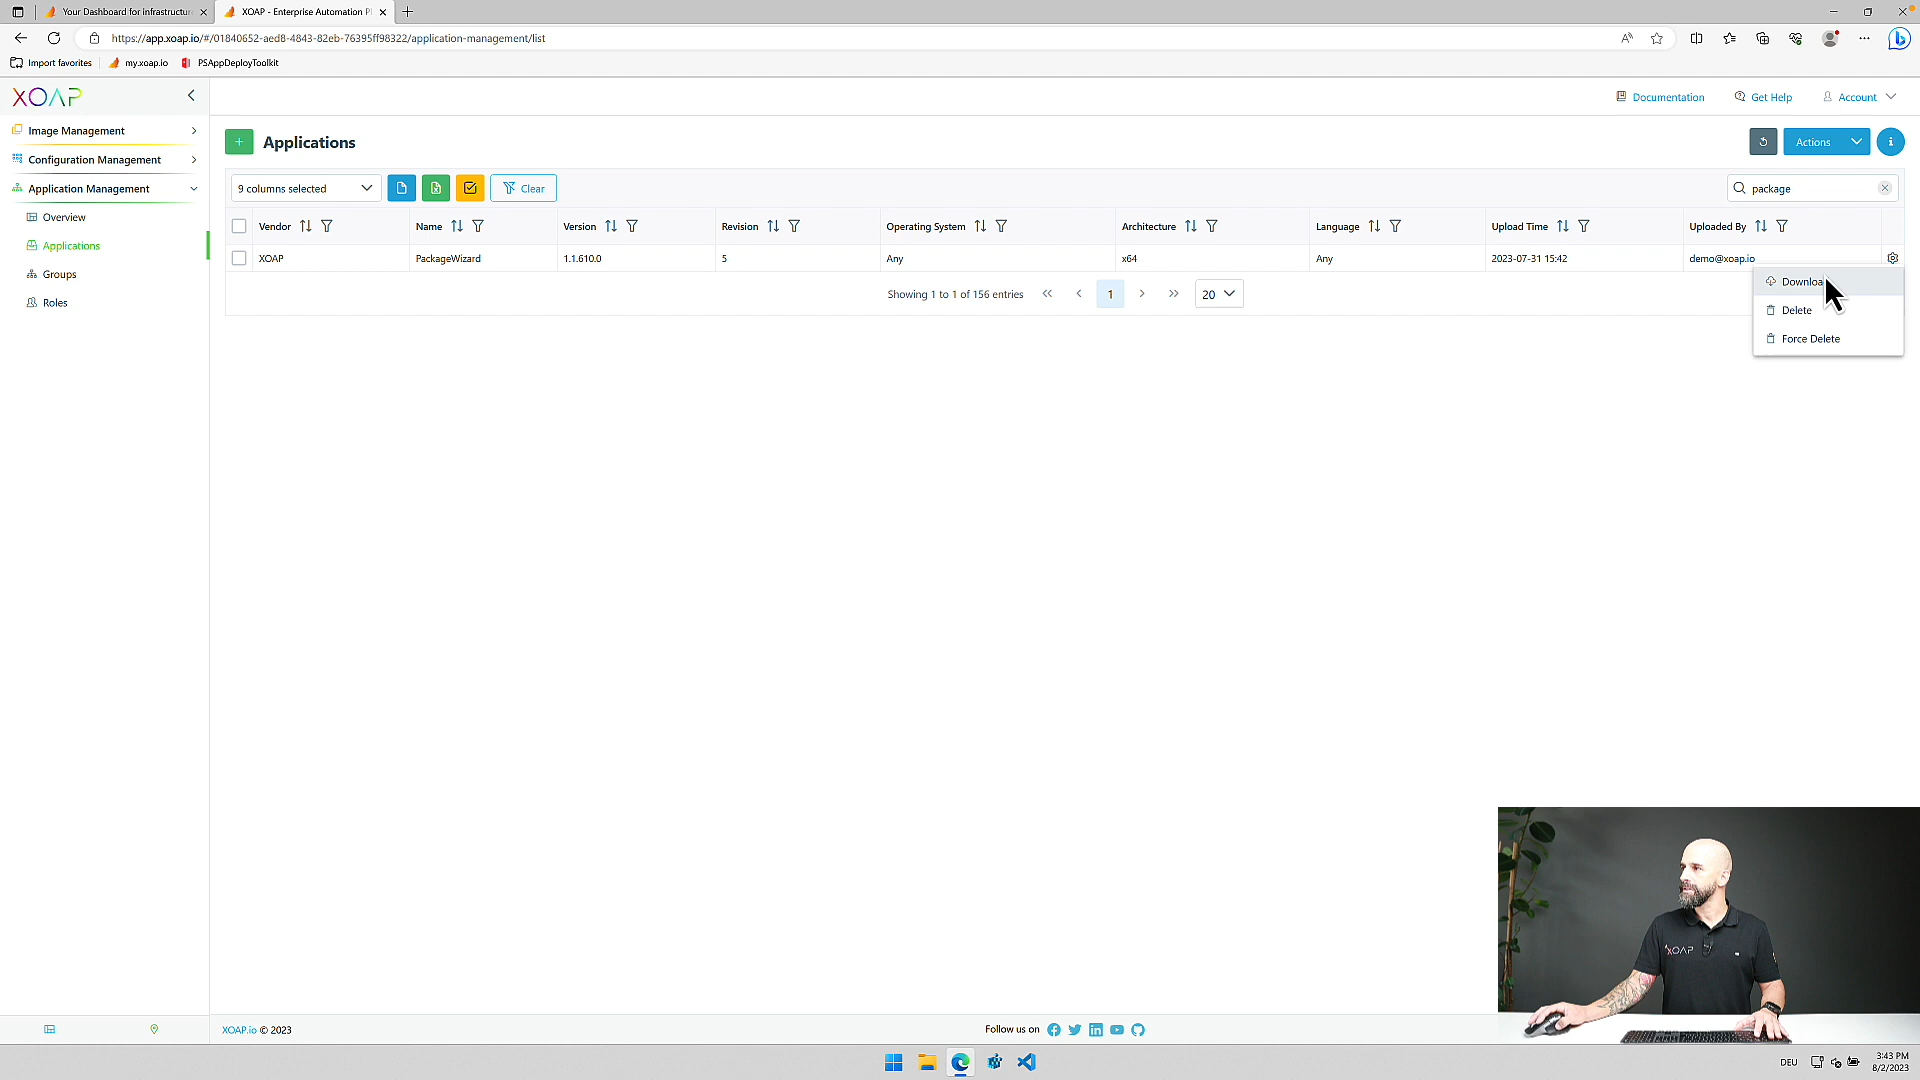 Your Dashboard for infrastructure
XOAP - Enterprise Automation Pl
https://app.xoap.io/#/01840652-aed8-4843-82eb-76395ff98322/application-management/list
Import favorites
my.xoap.io
PSAppDeployToolkit
XOAP
Documentation
Get Help
Account
Image Management
Configuration Management
Application Management
Overview
Applications
Groups
Roles
+ Applications
Actions
i
9 columns selected
Clear
package
Vendor Name Version Revision Operating System Architecture Language Upload Time Uploaded By
XOAP PackageWizard 1.1.610.0 5 Any x64 Any 2023-07-31 15:42 demo@xoap.io
Showing 1 to 1 of 156 entries << < 1 > >> 20
Downloa
Delete
Force Delete
XOAP
XOAP.io © 2023
Follow us on
DEU
3:43 PM
8/2/2023